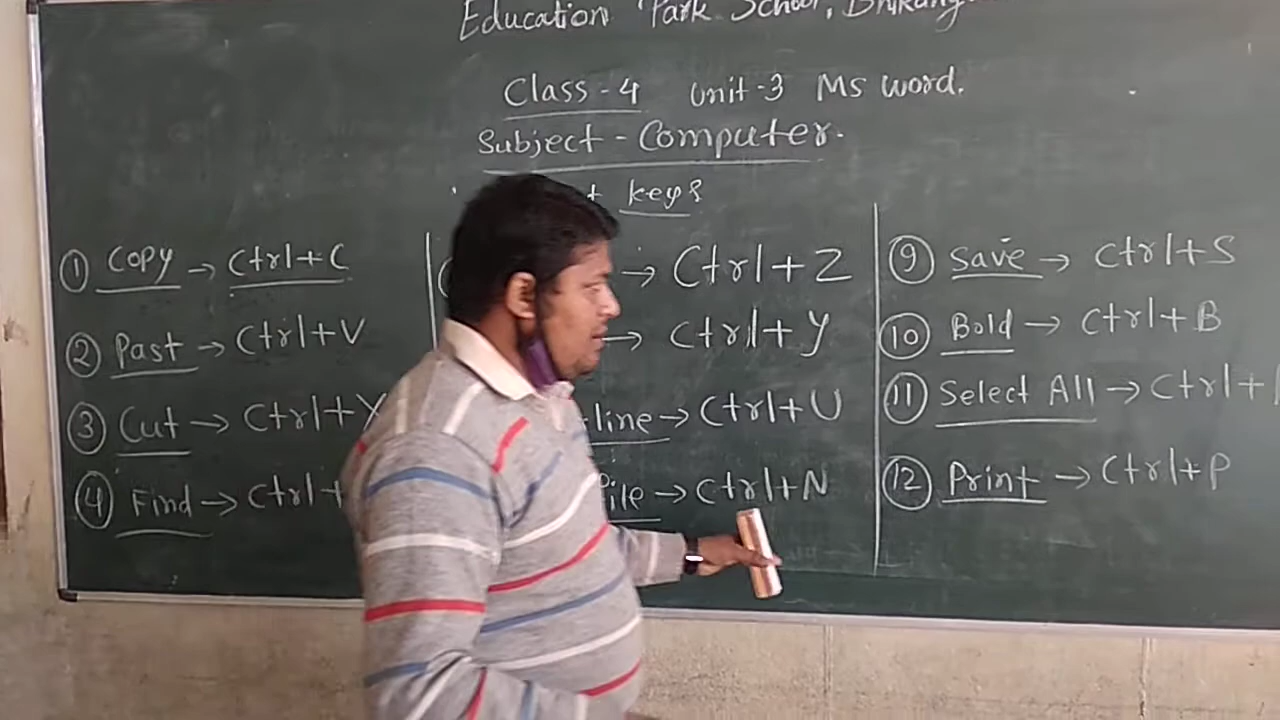 Education Park School,
Class-4 Unit-3 Ms word.
Subject - Computer.
keys
① Copy → Ctrl+C
② Past → Ctrl+V
③ Cut → Ctrl+X
④ Find → Ctrl+
→ Ctrl+Z
→ Ctrl+Y
line → Ctrl+U
ile → Ctrl+N
⑨ Save → Ctrl+S
⑩ Bold → Ctrl+B
⑪ Select All → Ctrl+
⑫ Print → Ctrl+P